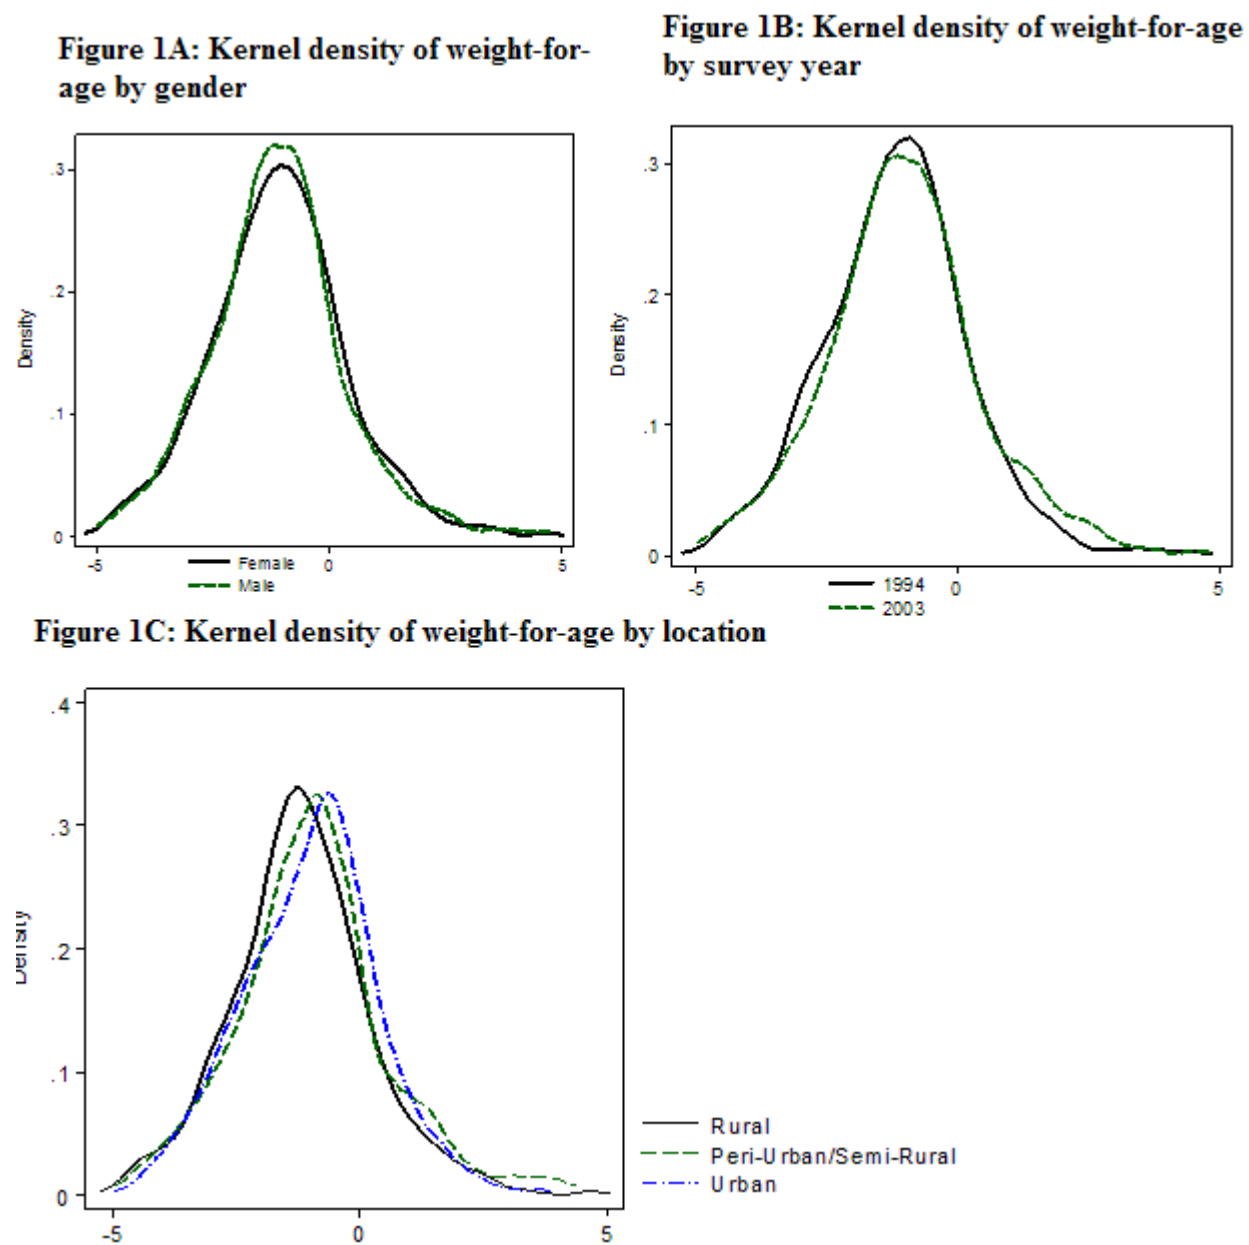 Figure 1A: Kernel density of weight-for-
age by gender
.3
.2
.1
0
Density
-5
0
5
Female
Male
Figure 1B: Kernel density of weight-for-age
by survey year
.3
.2
.1
0
Density
-5
0
5
1994
2003
Figure 1C: Kernel density of weight-for-age by location
.4
.3
.2
.1
0
Density
-5
0
5
Rural
Peri-Urban/Semi-Rural
Urban